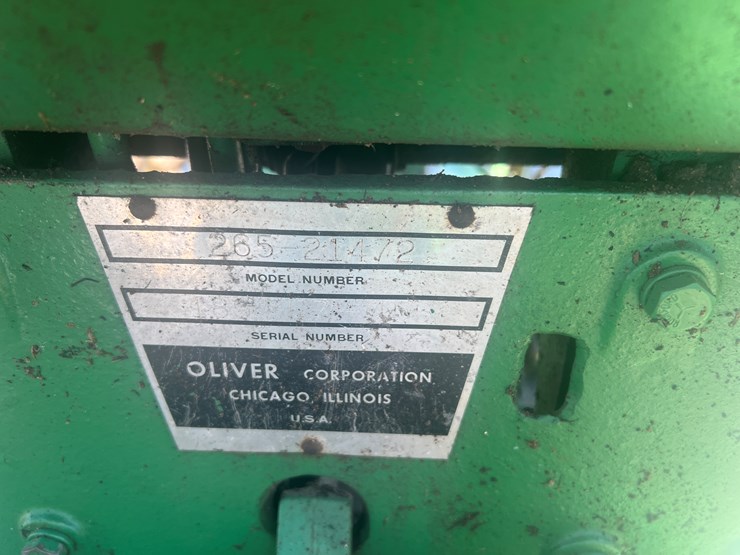 265-21472
MODEL NUMBER
SERIAL NUMBER
OLIVER CORPORATION
CHICAGO, ILLINOIS
U.S.A.